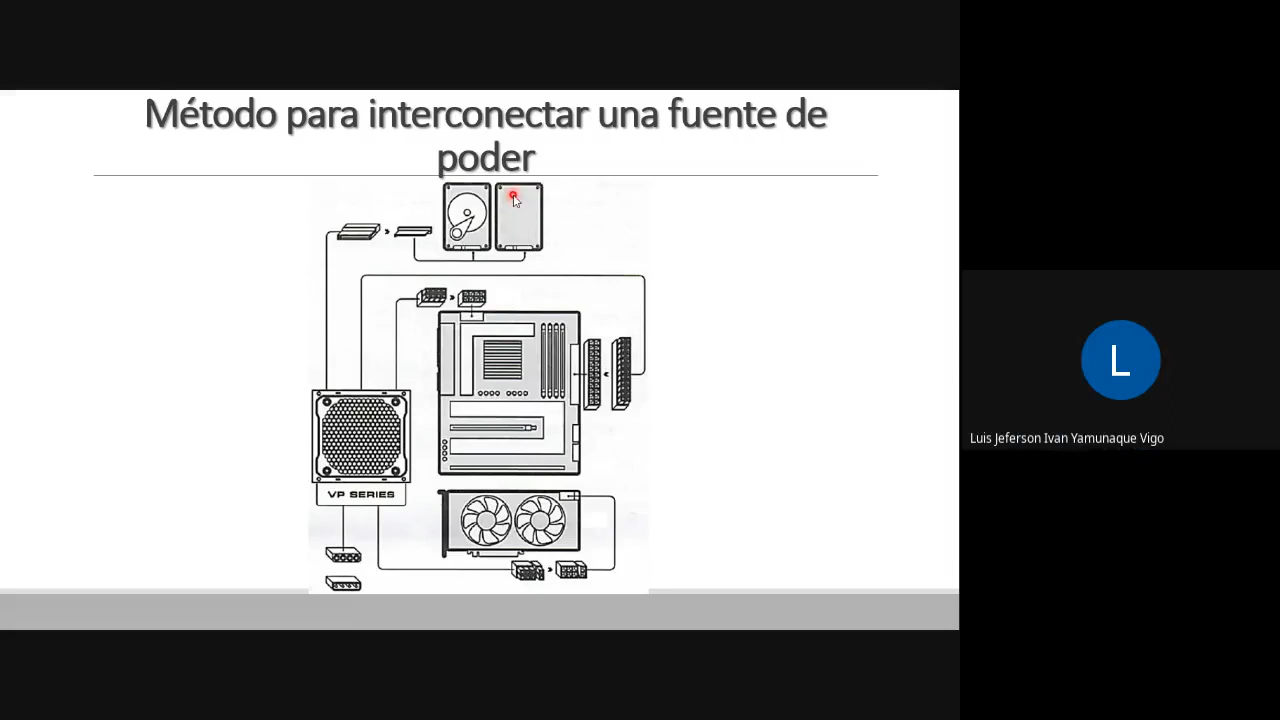 Método para interconectar una fuente de
poder
VP SERIES
L
Luis Jeferson Ivan Yamunaque Vigo